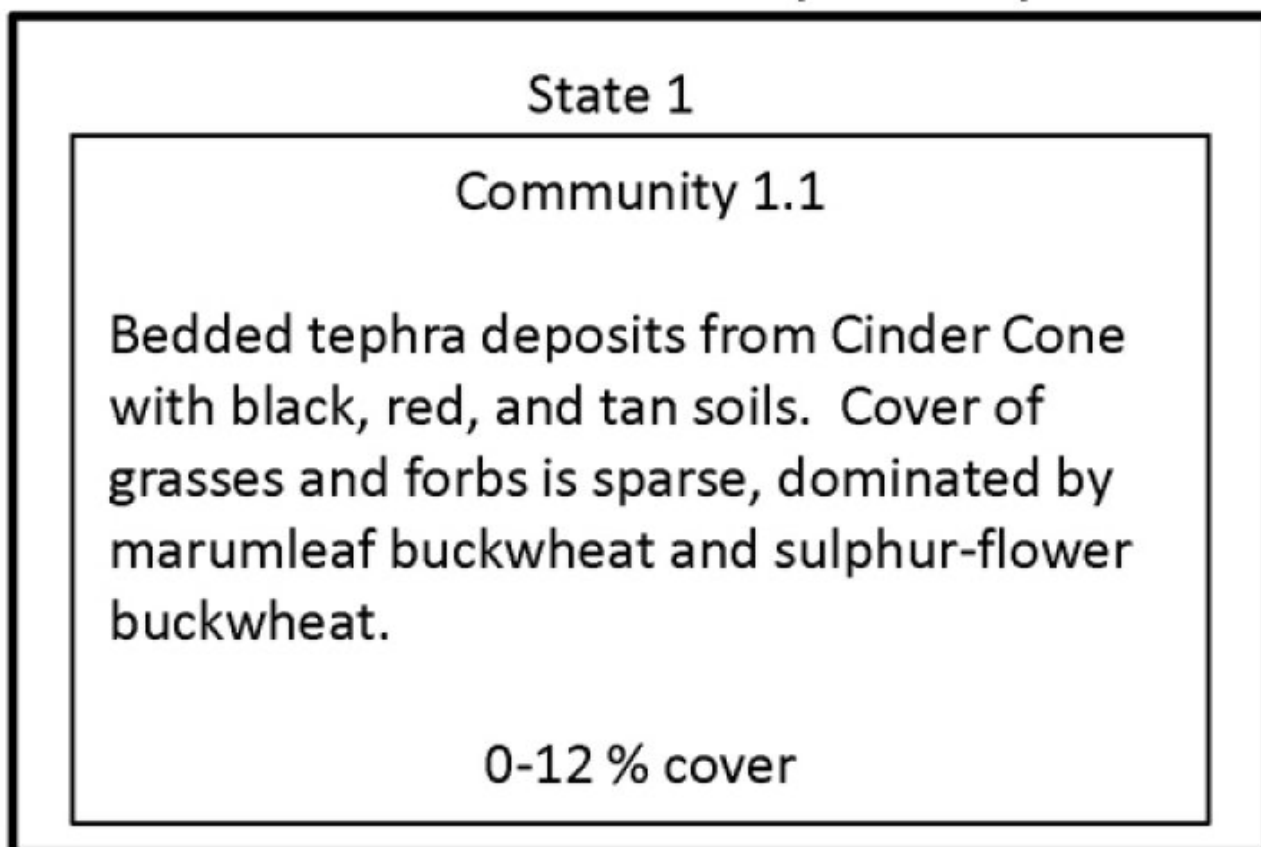 State 1
Community 1.1
Bedded tephra deposits from Cinder Cone
with black, red, and tan soils.  Cover of
grasses and forbs is sparse, dominated by
marumleaf buckwheat and sulphur-flower
buckwheat.
0-12 % cover